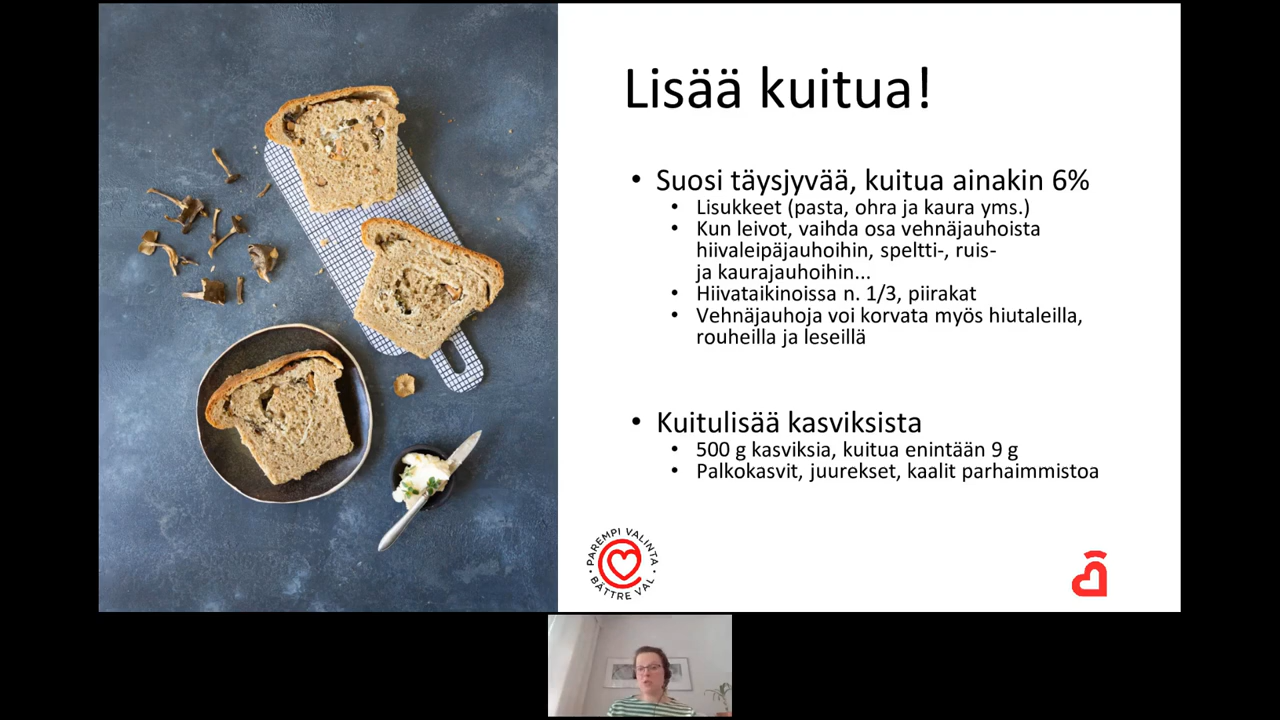 Lisää kuitua!
• Suosi täysjyvää, kuitua ainakin 6%
• Lisukkeet (pasta, ohra ja kaura yms.)
• Kun leivot, vaihda osa vehnäjauhoista
hiivaleipäjauhoihin, speltti-, ruis-
ja kaurajauhoihin...
• Hiivataikinoissa n. 1/3, piirakat
• Vehnäjauhoja voi korvata myös hiutaleilla,
rouheilla ja leseillä
• Kuitulisää kasviksista
• 500 g kasviksia, kuitua enintään 9 g
• Palkokasvit, juurekset, kaalit parhaimmistoa
PAREMPI VALINTA
BÄTTRE VAL